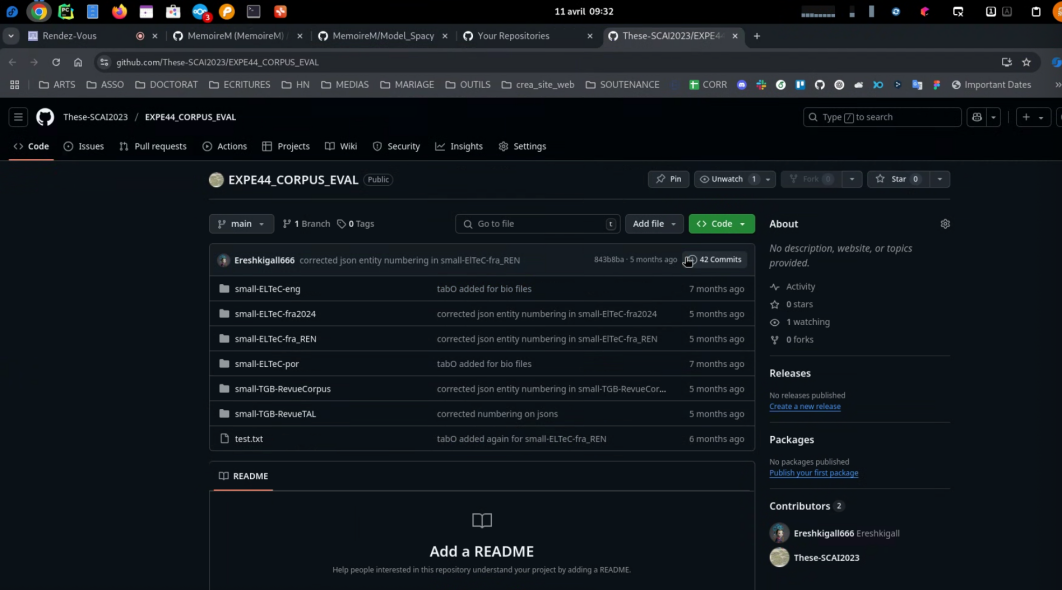 11 avril 09:32
Rendez-Vous MemoireM (MemoireM) / MemoireM/Model_Spacy Your Repositories These-SCAI2023/EXPE44
github.com/These-SCAI2023/EXPE44_CORPUS_EVAL
ARTS ASSO DOCTORAT ECRITURES HN MEDIAS MARIAGE OUTILS crea_site_web SOUTENANCE CORR Important Dates
These-SCAI2023 / EXPE44_CORPUS_EVAL Type / to search
Code Issues Pull requests Actions Projects Wiki Security Insights Settings
EXPE44_CORPUS_EVAL Public Pin Unwatch 1 Fork 0 Star 0
main 1 Branch 0 Tags Go to file t Add file Code
About
No description, website, or topics
provided.
Ereshkigall666 corrected json entity numbering in small-ElTeC-fra_REN 843b8ba · 5 months ago 42 Commits
small-ELTeC-eng tabO added for bio files 7 months ago
small-ELTeC-fra2024 corrected json entity numbering in small-ElTeC-fra2024 5 months ago
small-ELTeC-fra_REN corrected json entity numbering in small-ElTeC-fra_REN 5 months ago
small-ELTeC-por tabO added for bio files 7 months ago
small-TGB-RevueCorpus corrected json entity numbering in small-TGB-RevueCor... 5 months ago
small-TGB-RevueTAL corrected numbering on jsons 5 months ago
test.txt tabO added again for small-ELTeC-fra_REN 6 months ago
README
Add a README
Help people interested in this repository understand your project by adding a README.
Activity
0 stars
1 watching
0 forks
Releases
No releases published
Create a new release
Packages
No packages published
Publish your first package
Contributors 2
Ereshkigall666 Ereshkigall
These-SCAI2023